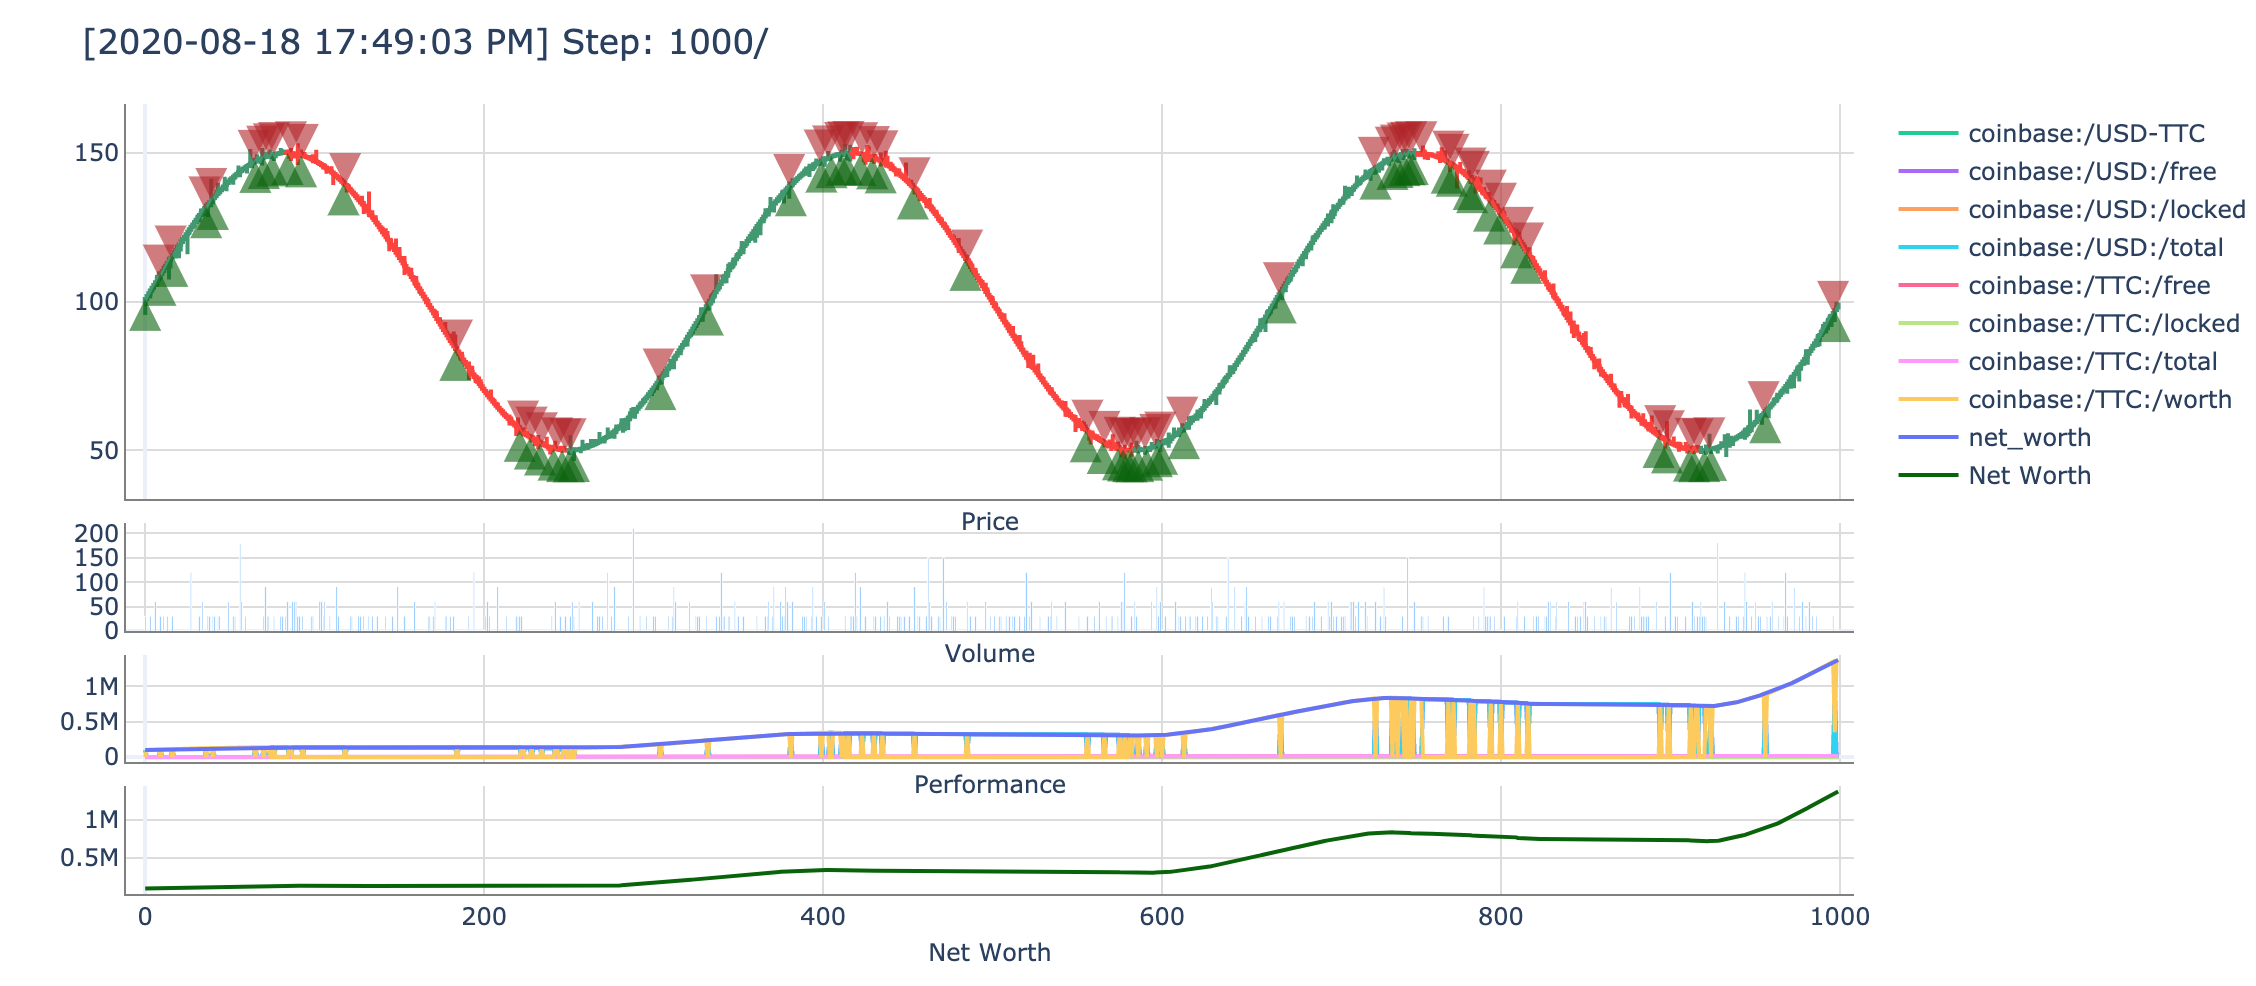 [2020-08-18 17:49:03 PM] Step: 1000/
150
100
50
Price
200
150
100
50
0
Volume
1M
0.5M
0
Performance
1M
0.5M
0
200
400
600
800
1000
Net Worth
coinbase:/USD-TTC
coinbase:/USD:/free
coinbase:/USD:/locked
coinbase:/USD:/total
coinbase:/TTC:/free
coinbase:/TTC:/locked
coinbase:/TTC:/total
coinbase:/TTC:/worth
net_worth
Net Worth